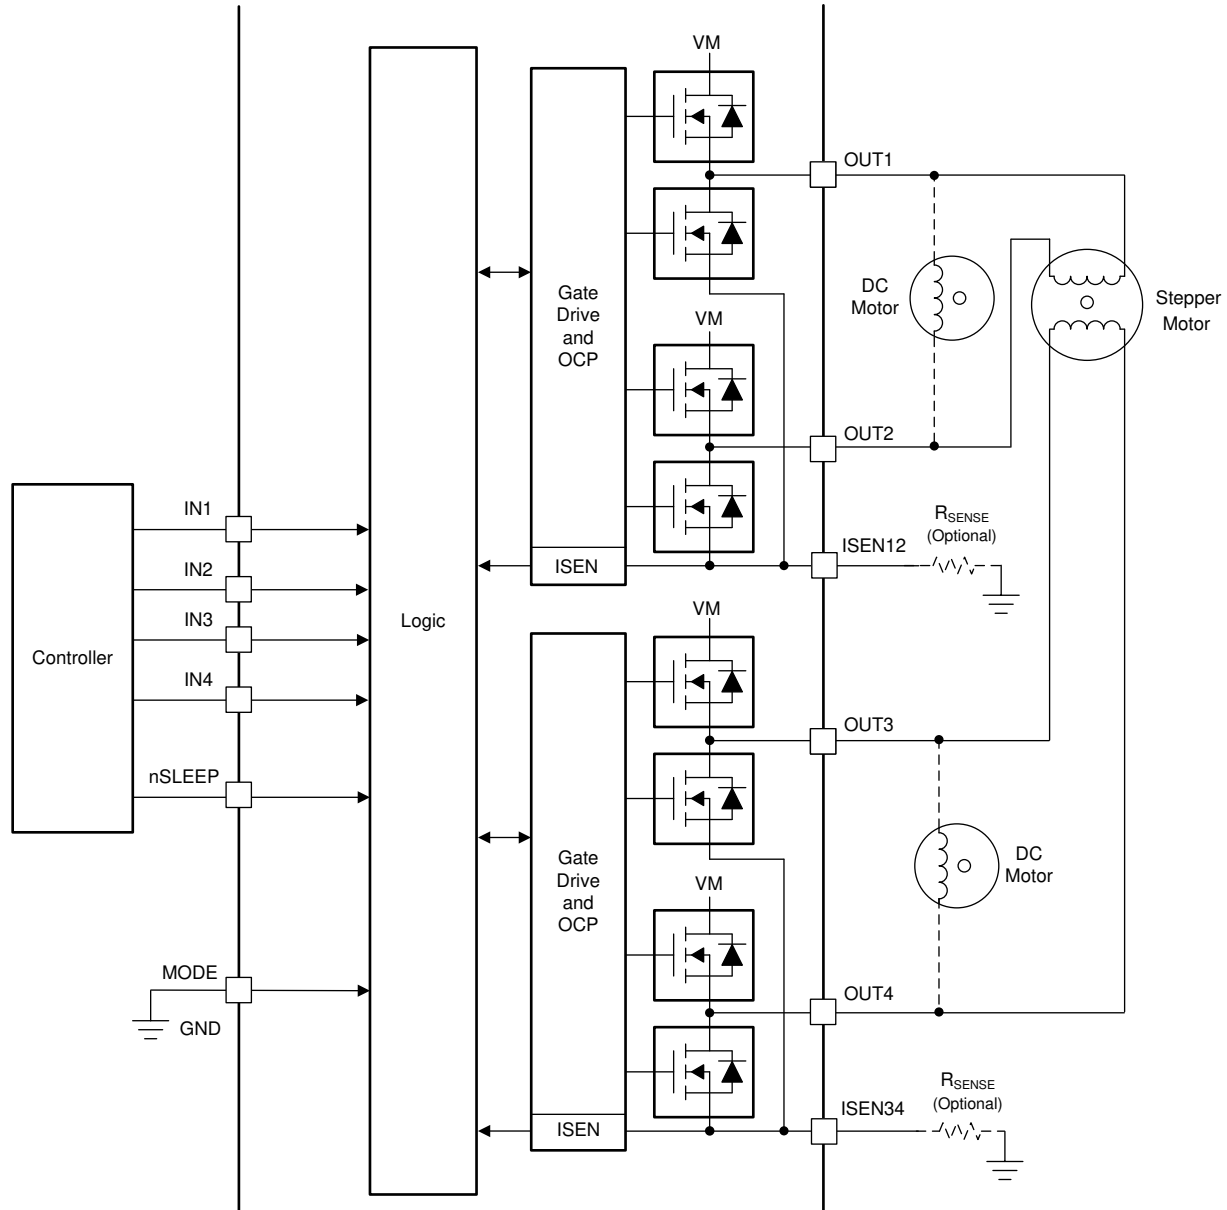 VM
OUT1
DC
Motor
Stepper
Motor
Gate
Drive
and
OCP
VM
OUT2
IN1
RSENSE
(Optional)
ISEN12
ISEN
IN2
VM
IN3
Logic
Controller
IN4
OUT3
nSLEEP
Gate
Drive
and
OCP
DC
Motor
VM
MODE
OUT4
GND
RSENSE
(Optional)
ISEN34
ISEN